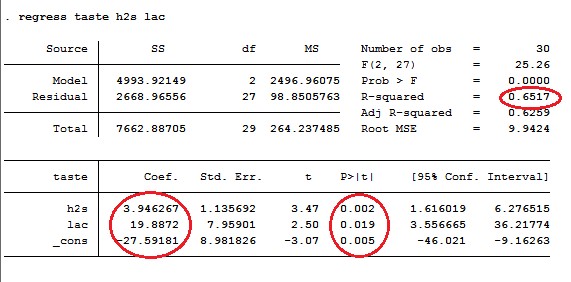 . regress taste h2s lac
Source SS df MS Number of obs = 30
F(2, 27) = 25.26
Model 4993.92149 2 2496.96075 Prob > F = 0.0000
Residual 2668.96556 27 98.8505763 R-squared = 0.6517
Adj R-squared = 0.6259
Total 7662.88705 29 264.237485 Root MSE = 9.9424
taste Coef. Std. Err. t P>|t| [95% Conf. Interval]
h2s 3.946267 1.135692 3.47 0.002 1.616019 6.276515
lac 19.8872 7.95901 2.50 0.019 3.556665 36.21774
_cons -27.59181 8.981826 -3.07 0.005 -46.021 -9.16263